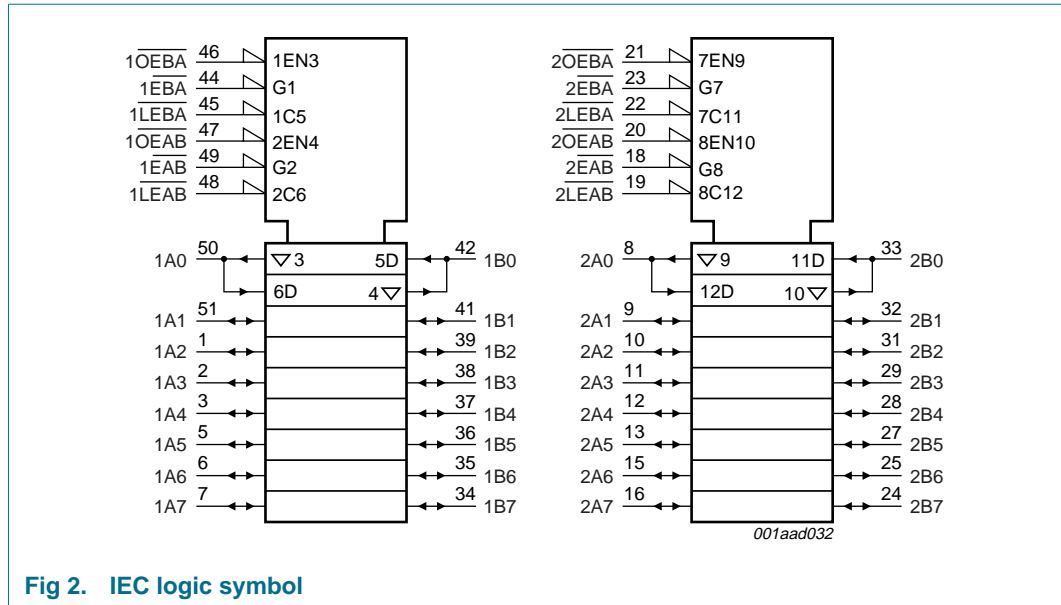 1OEBA 46 1EN3
1EBA 44 G1
1LEBA 45 1C5
1OEAB 47 2EN4
1EAB 49 G2
1LEAB 48 2C6
1A0 50 3 5D 42 1B0
6D 4
1A1 51 41 1B1
1A2 1 39 1B2
1A3 2 38 1B3
1A4 3 37 1B4
1A5 5 36 1B5
1A6 6 35 1B6
1A7 7 34 1B7
2OEBA 21 7EN9
2EBA 23 G7
2LEBA 22 7C11
2OEAB 20 8EN10
2EAB 18 G8
2LEAB 19 8C12
2A0 8 9 11D 33 2B0
12D 10
2A1 9 32 2B1
2A2 10 31 2B2
2A3 11 29 2B3
2A4 12 28 2B4
2A5 13 27 2B5
2A6 15 25 2B6
2A7 16 24 2B7
001aad032
Fig 2. IEC logic symbol